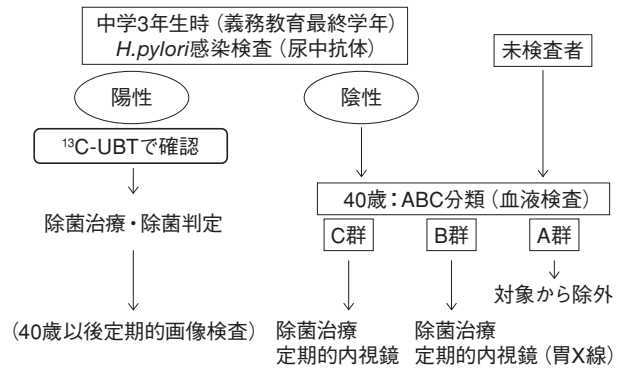 中学3年生時(義務教育最終学年)
H.pylori感染検査(尿中抗体)
未検査者
陽性
陰性
¹³C-UBTで確認
40歳:ABC分類(血液検査)
除菌治療・除菌判定
C群
B群
A群
対象から除外
(40歳以後定期的画像検査)
除菌治療
定期的内視鏡
除菌治療
定期的内視鏡(胃X線)